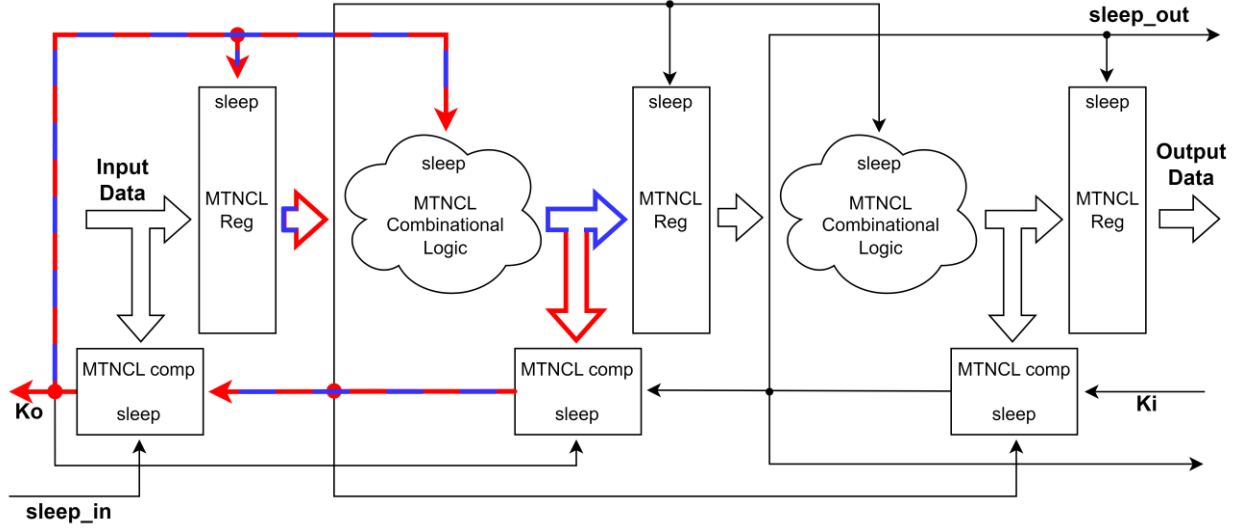 sleep_out
sleep
MTNCL
Reg
Input
Data
sleep
MTNCL
Combinational
Logic
sleep
MTNCL
Reg
sleep
MTNCL
Combinational
Logic
sleep
MTNCL
Reg
Output
Data
MTNCL comp
sleep
MTNCL comp
sleep
MTNCL comp
sleep
Ko
Ki
sleep_in